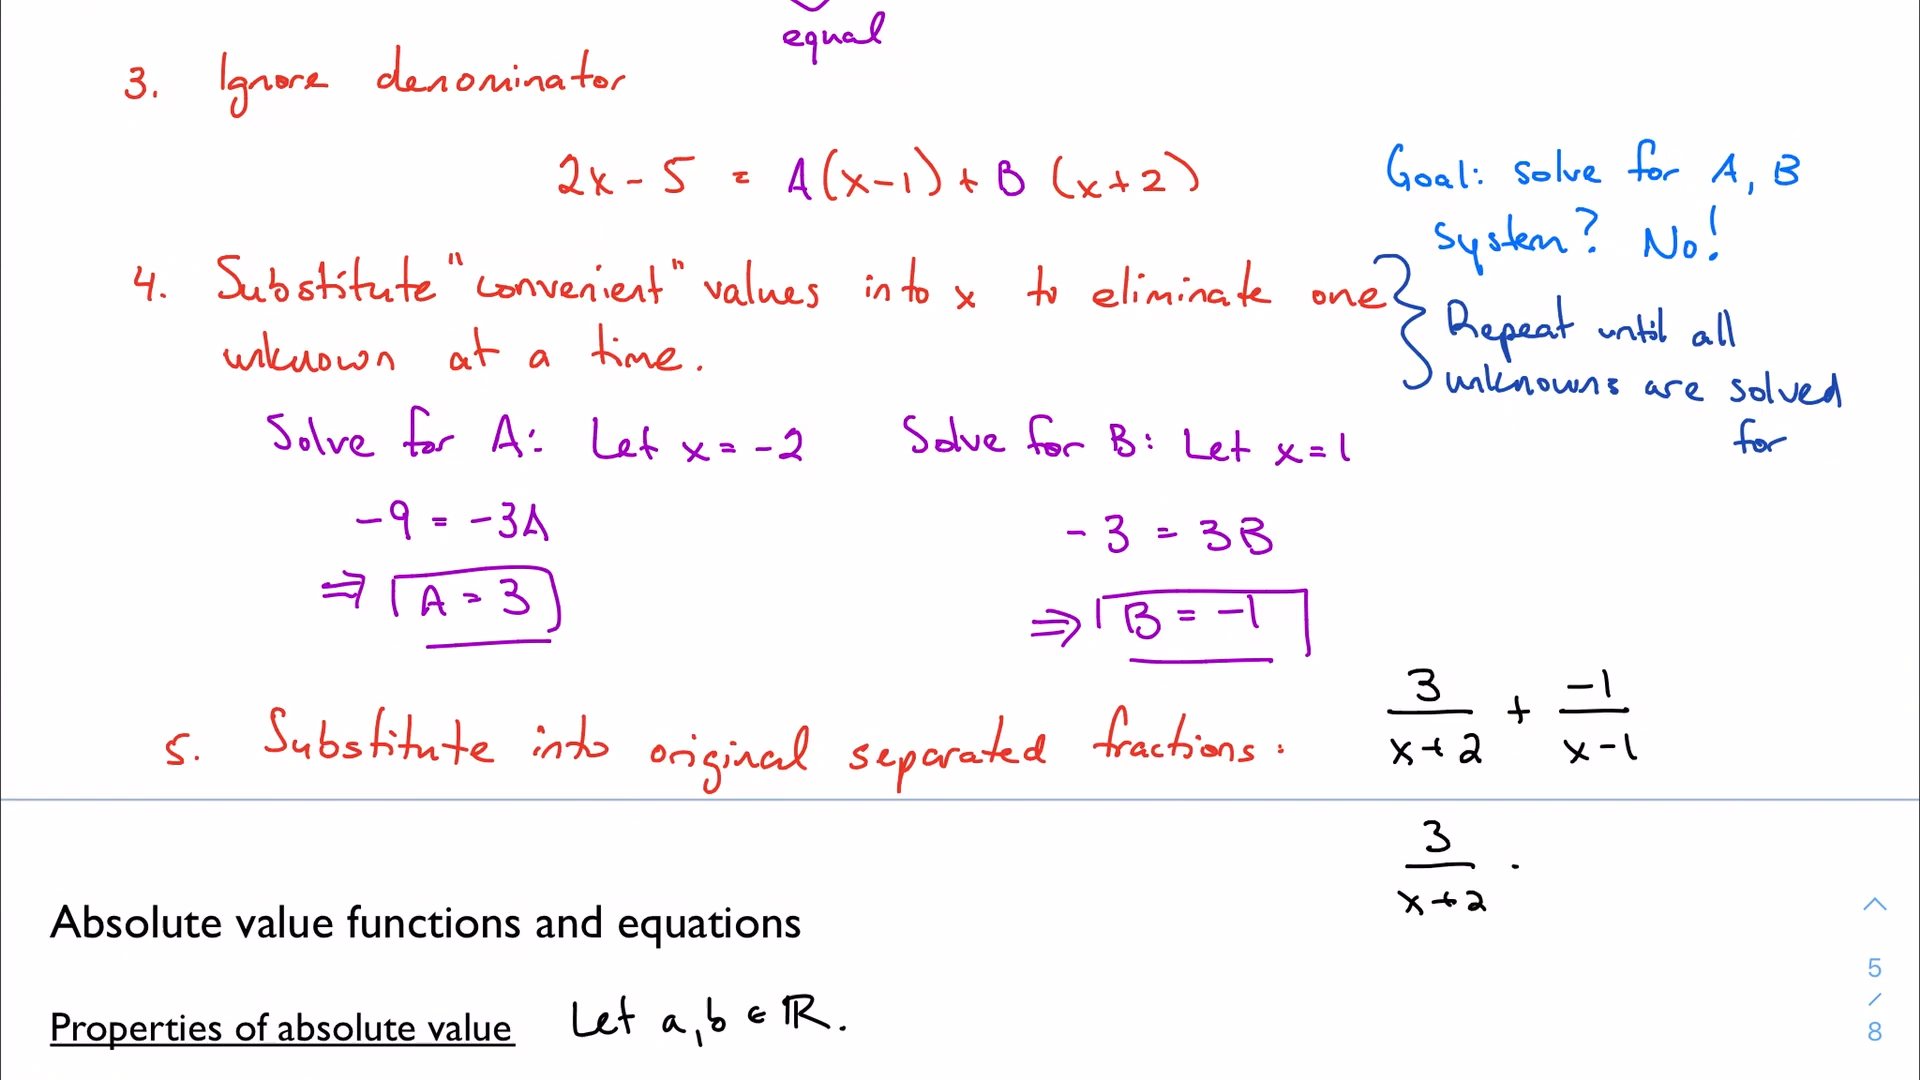 equal
3. Ignore denominator
2x - 5 = A(x-1) + B (x+2)
Goal: solve for A, B
system? No!
4. Substitute "convenient" values into x to eliminate one
unknown at a time.
Repeat until all
unknowns are solved
for
Solve for A: Let x = -2
-9 = -3A
⇒ A = 3
Solve for B: Let x = 1
-3 = 3B
⇒ B = -1
5. Substitute into original separated fractions:
3/(x+2) + -1/(x-1)
3/(x+2) ·
Absolute value functions and equations
Properties of absolute value Let a, b ∈ ℝ.
5
/
8